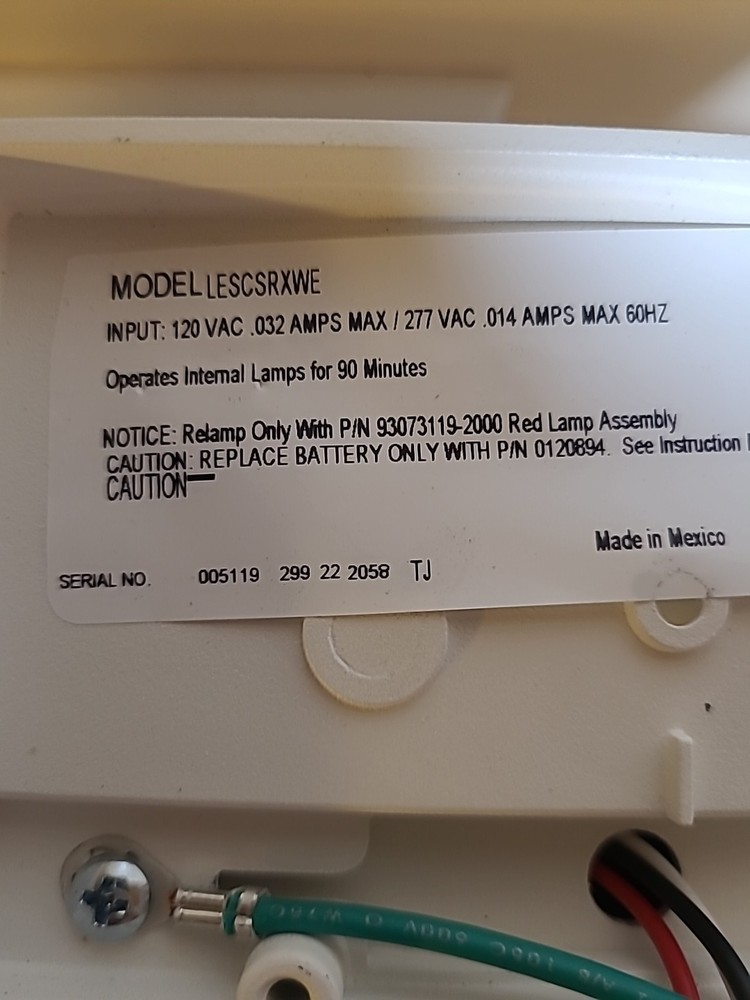 MODEL LESCSRXWE
INPUT: 120 VAC .032 AMPS MAX / 277 VAC .014 AMPS MAX 60HZ
Operates Internal Lamps for 90 Minutes
NOTICE: Relamp Only With P/N 93073119-2000 Red Lamp Assembly
CAUTION: REPLACE BATTERY ONLY WITH P/N 0120894. See Instruction
CAUTION
Made in Mexico
SERIAL NO. 005119 299 22 2058 TJ